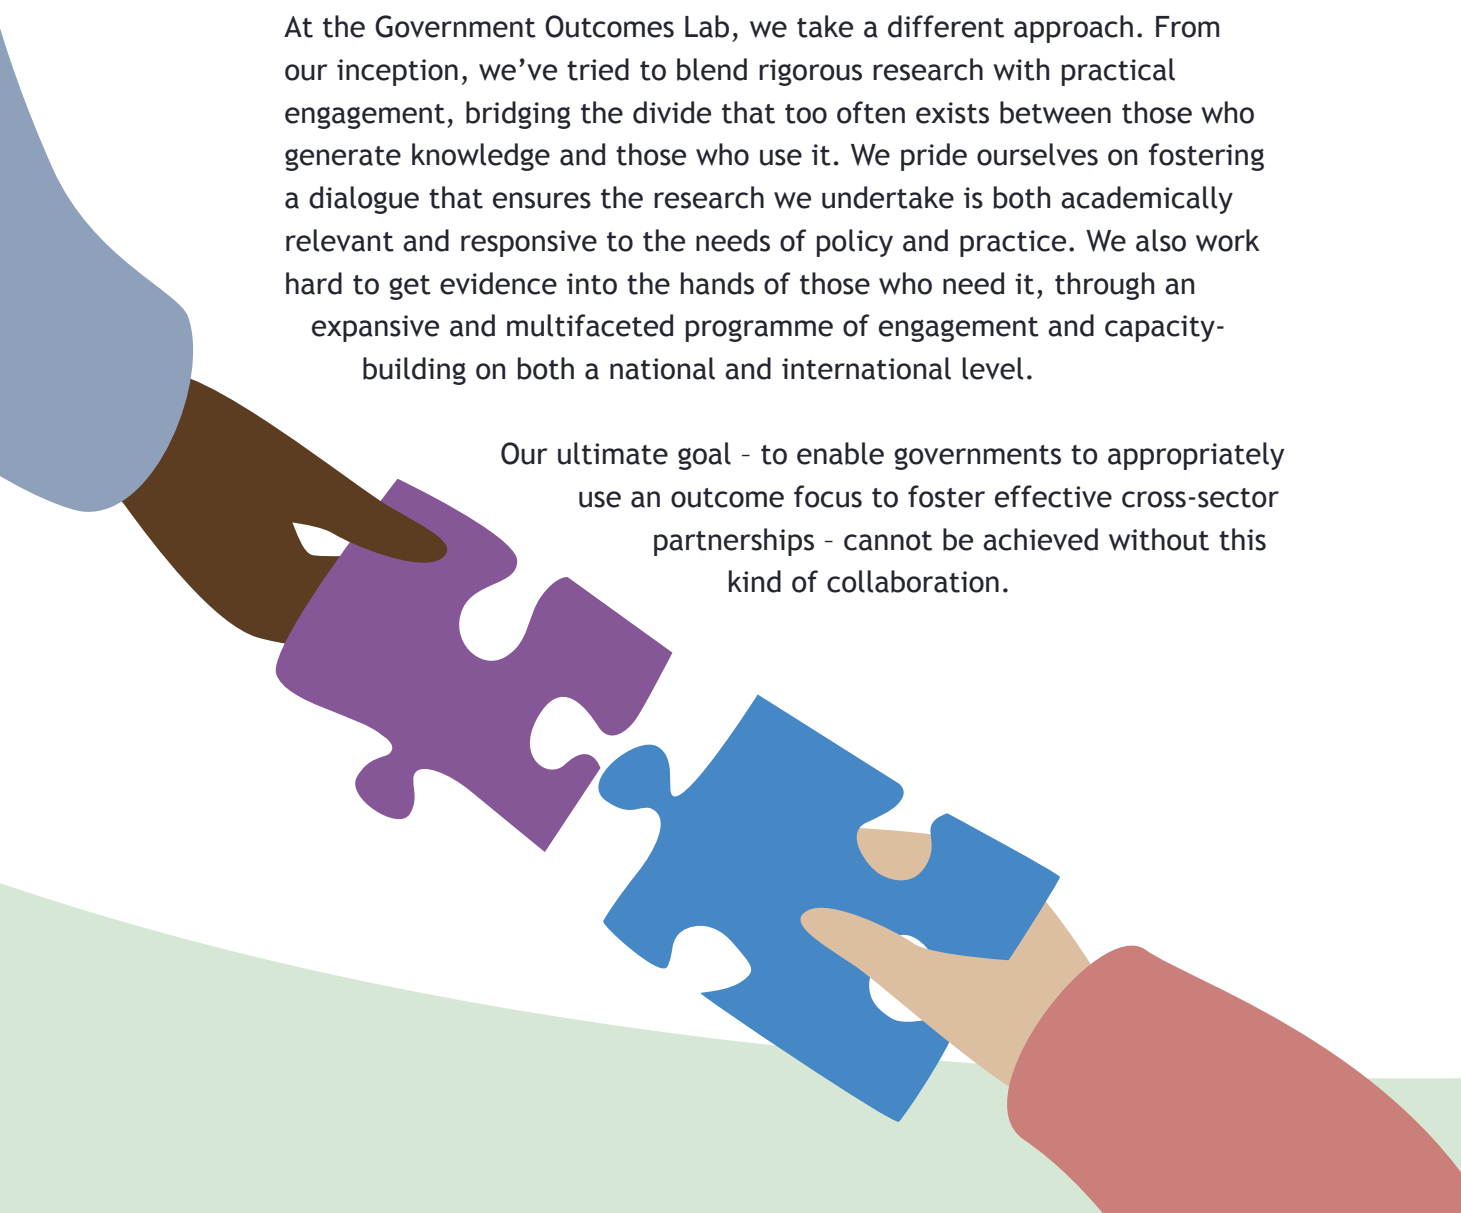 At the Government Outcomes Lab, we take a different approach. From
our inception, we’ve tried to blend rigorous research with practical
engagement, bridging the divide that too often exists between those who
generate knowledge and those who use it. We pride ourselves on fostering
a dialogue that ensures the research we undertake is both academically
relevant and responsive to the needs of policy and practice. We also work
hard to get evidence into the hands of those who need it, through an
expansive and multifaceted programme of engagement and capacity-
building on both a national and international level.
Our ultimate goal – to enable governments to appropriately
use an outcome focus to foster effective cross-sector
partnerships – cannot be achieved without this
kind of collaboration.